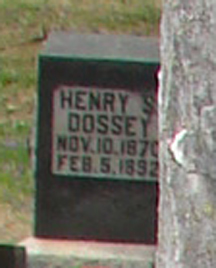 HENRY S.
DOSSEY
NOV. 10. 1870
FEB. 5. 1892